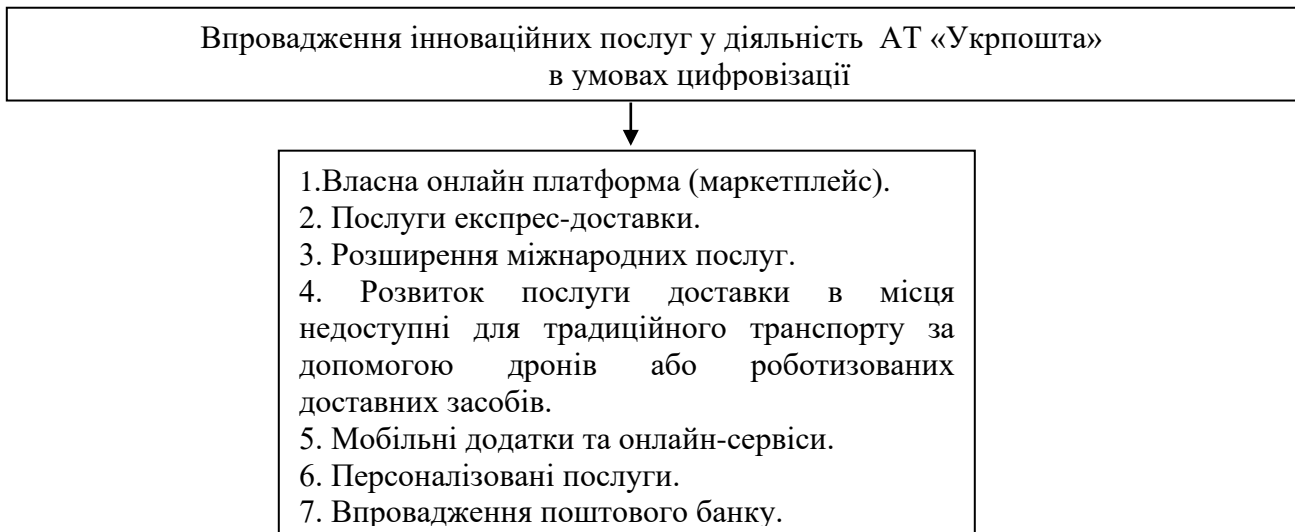 Впровадження інноваційних послуг у діяльність АТ «Укрпошта»
в умовах цифровізації
1.Власна онлайн платформа (маркетплейс).
2. Послуги експрес-доставки.
3. Розширення міжнародних послуг.
4. Розвиток послуги доставки в місця
недоступні для традиційного транспорту за
допомогою дронів або роботизованих
доставних засобів.
5. Мобільні додатки та онлайн-сервіси.
6. Персоналізовані послуги.
7. Впровадження поштового банку.